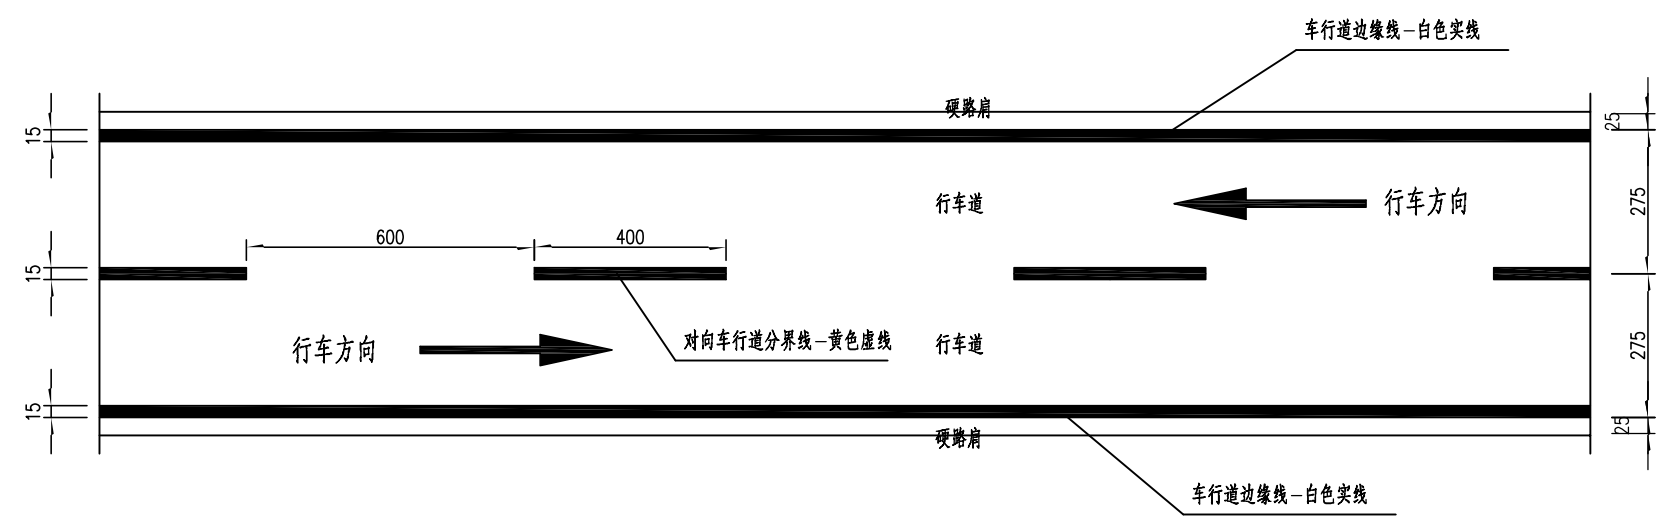 车行道边缘线-白色实线
硬路肩
15
25
行车道
行车方向
275
600
400
15
对向车行道分界线-黄色虚线
行车道
行车方向
275
15
25
硬路肩
车行道边缘线-白色实线